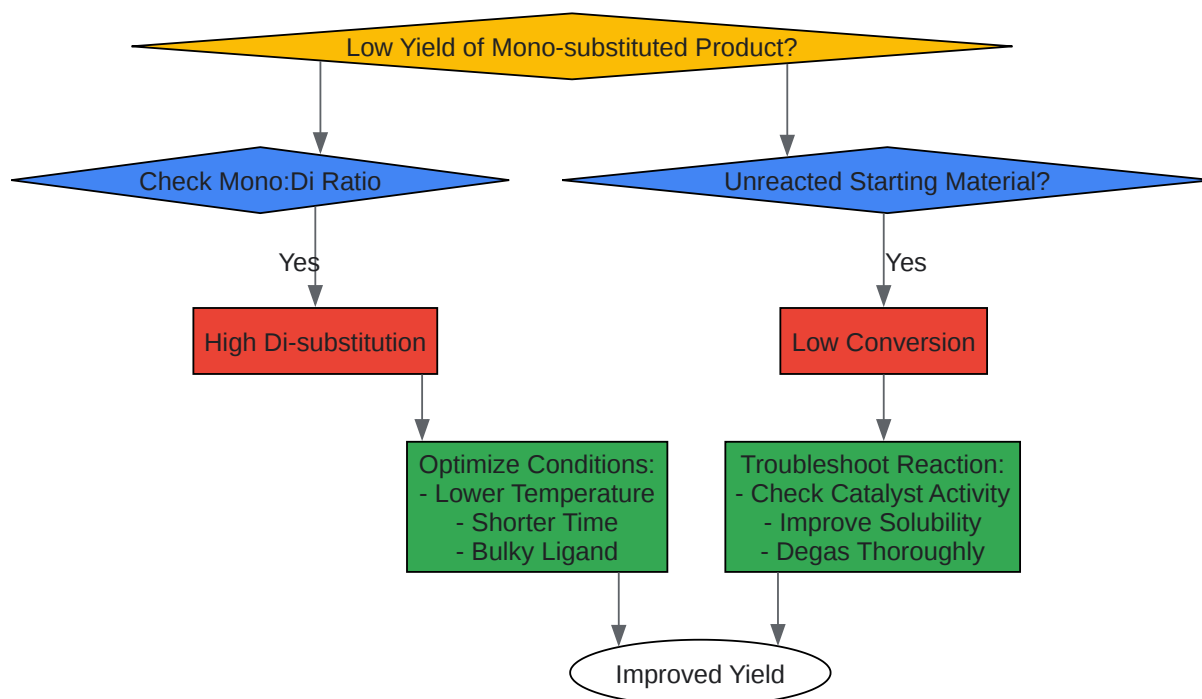 Low Yield of Mono-substituted Product?
Check Mono:Di Ratio
Unreacted Starting Material?
Yes
Yes
High Di-substitution
Low Conversion
Optimize Conditions:
- Lower Temperature
- Shorter Time
- Bulky Ligand
Troubleshoot Reaction:
- Check Catalyst Activity
- Improve Solubility
- Degas Thoroughly
Improved Yield